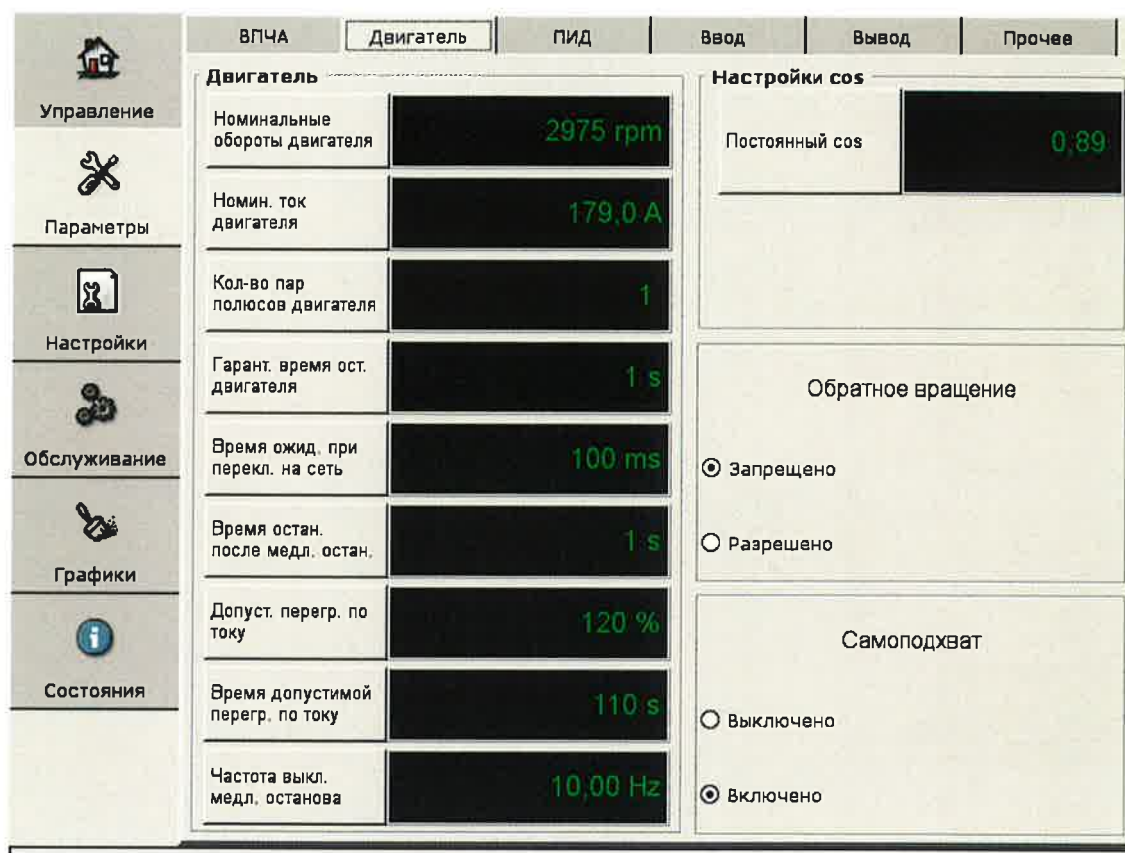 ВПЧА
Двигатель
ПИД
Ввод
Вывод
Прочее
Управление
Параметры
Настройки
Обслуживание
Графики
Состояния
Двигатель
Номинальные
обороты двигателя
2975 rpm
Номин. ток
двигателя
179,0 A
Кол-во пар
полюсов двигателя
1
Гарант. время ост.
двигателя
1 s
Время ожид. при
перекл. на сеть
100 ms
Время остан.
после медл. остан.
1 s
Допуст. перегр. по
току
120 %
Время допустимой
перегр. по току
110 s
Частота выкл.
медл. останова
10,00 Hz
Настройки cos
Постоянный cos
0,89
Обратное вращение
Запрещено
Разрешено
Самоподхват
Выключено
Включено